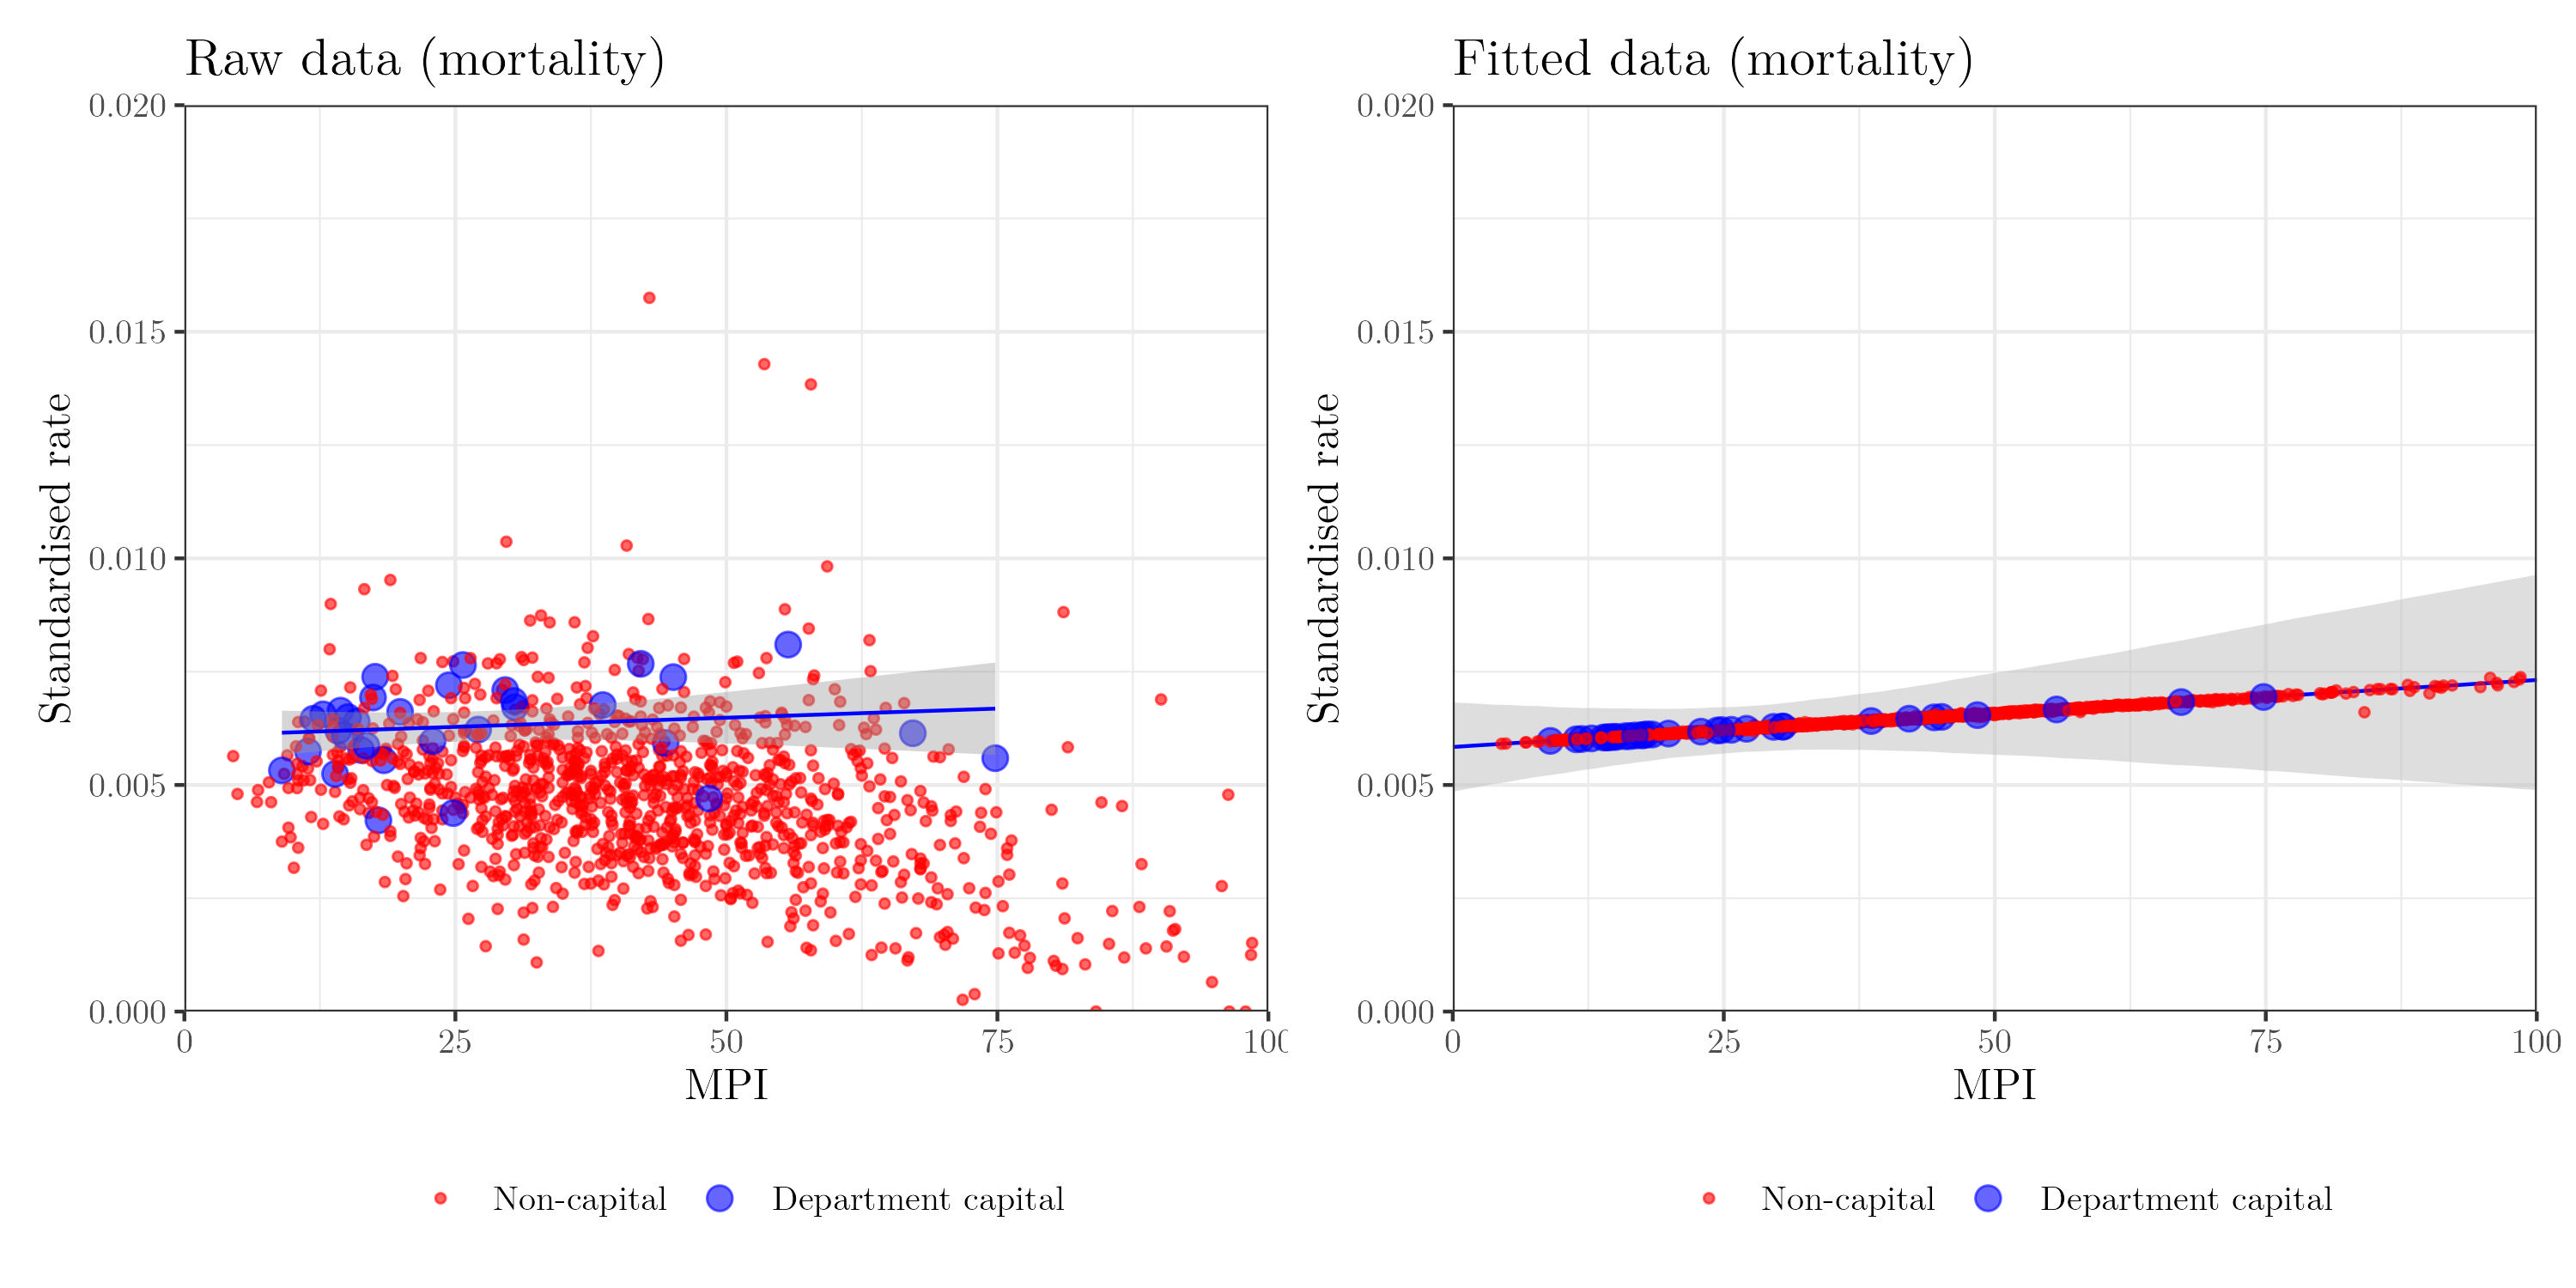 Raw data (mortality)
0.020
0.015
0.010
0.005
0.000
Standardised rate
0 25 50 75 100
MPI
Non-capital Department capital
Fitted data (mortality)
0.020
0.015
0.010
0.005
0.000
Standardised rate
0 25 50 75 100
MPI
Non-capital Department capital